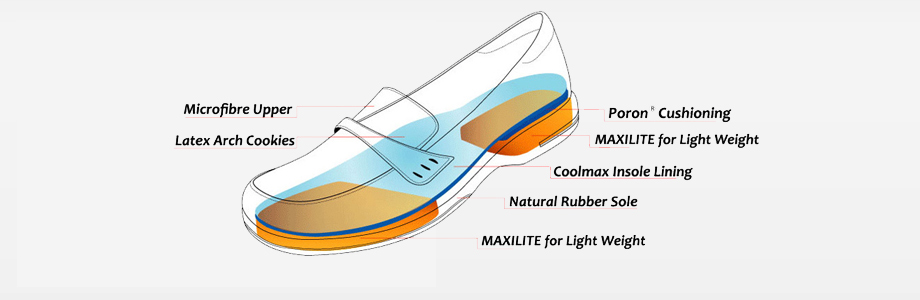 Microfibre Upper
Latex Arch Cookies
Poron® Cushioning
MAXILITE for Light Weight
Coolmax Insole Lining
Natural Rubber Sole
MAXILITE for Light Weight